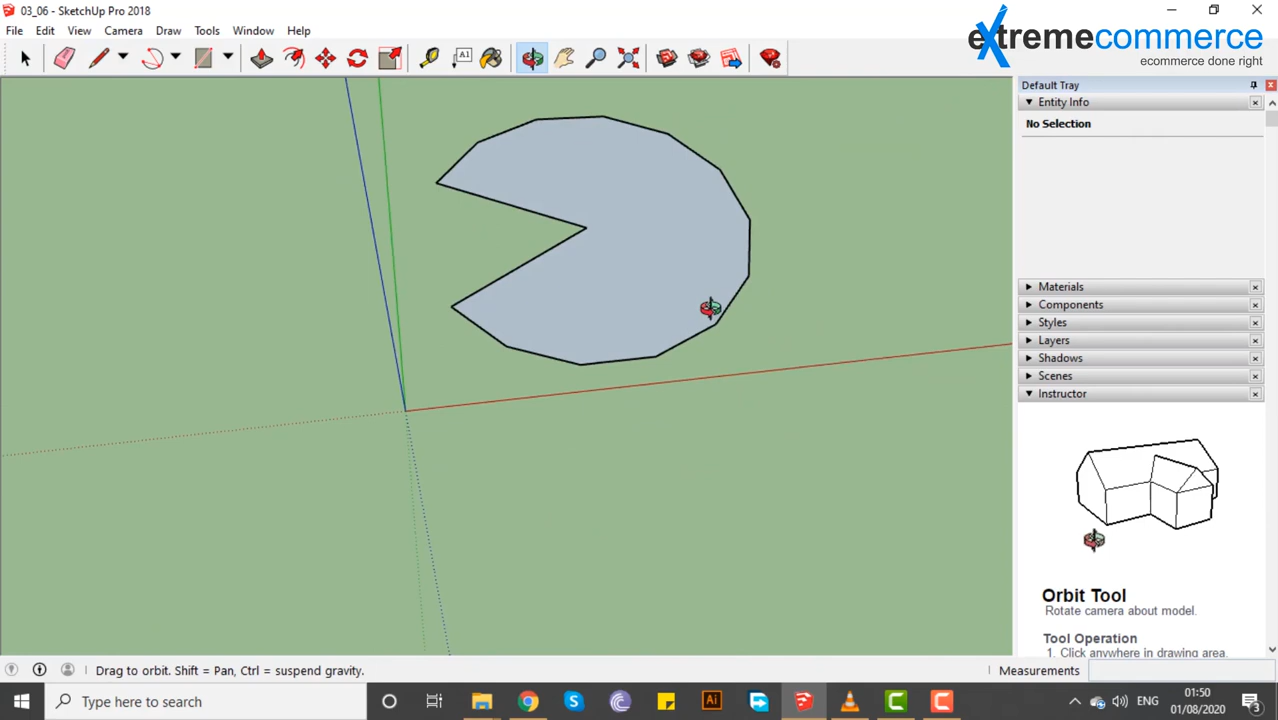 03_06 - SketchUp Pro 2018
extremecommerce
ecommerce done right
File Edit View Camera Draw Tools Window Help
A1
Default Tray
Entity Info
No Selection
Materials
Components
Styles
Layers
Shadows
Scenes
Instructor
Orbit Tool
Rotate camera about model.
Tool Operation
1. Click anywhere in drawing area.
Drag to orbit. Shift = Pan, Ctrl = suspend gravity.
Measurements
Type here to search
Ai
ENG
01:50
01/08/2020
3